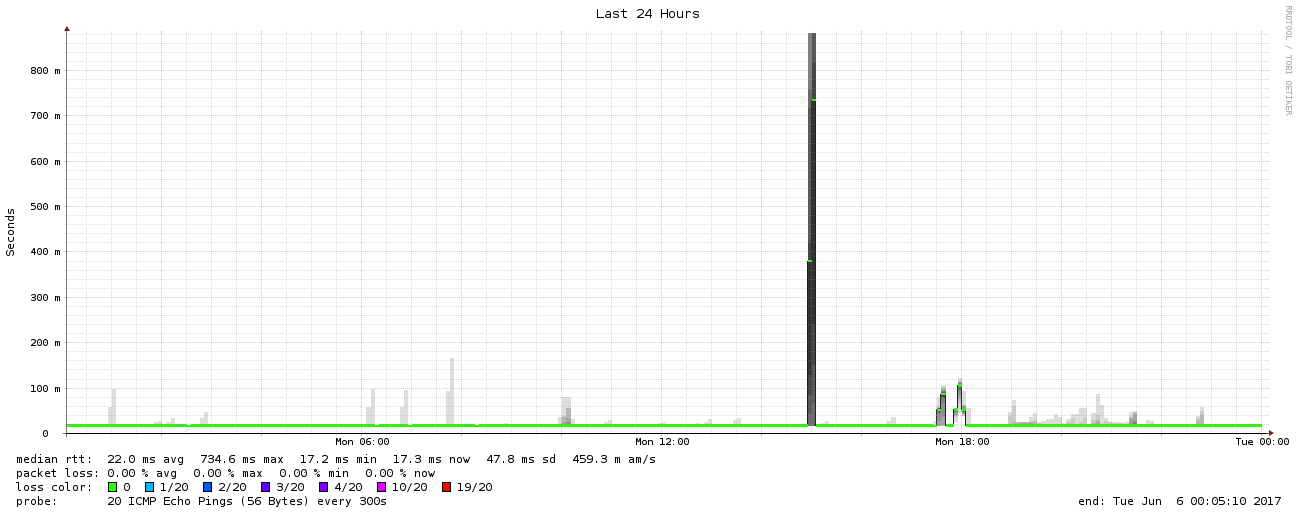 Last 24 Hours
RRDTOOL / TOBI OETIKER
Seconds
800 m
700 m
600 m
500 m
400 m
300 m
200 m
100 m
0
Mon 06:00 Mon 12:00 Mon 18:00 Tue 00:00
median rtt: 22.0 ms avg 734.6 ms max 17.2 ms min 17.3 ms now 47.8 ms sd 459.3 m am/s
packet loss: 0.00 % avg 0.00 % max 0.00 % min 0.00 % now
loss color: 0 1/20 2/20 3/20 4/20 10/20 19/20
probe: 20 ICMP Echo Pings (56 Bytes) every 300s end: Tue Jun 6 00:05:10 2017